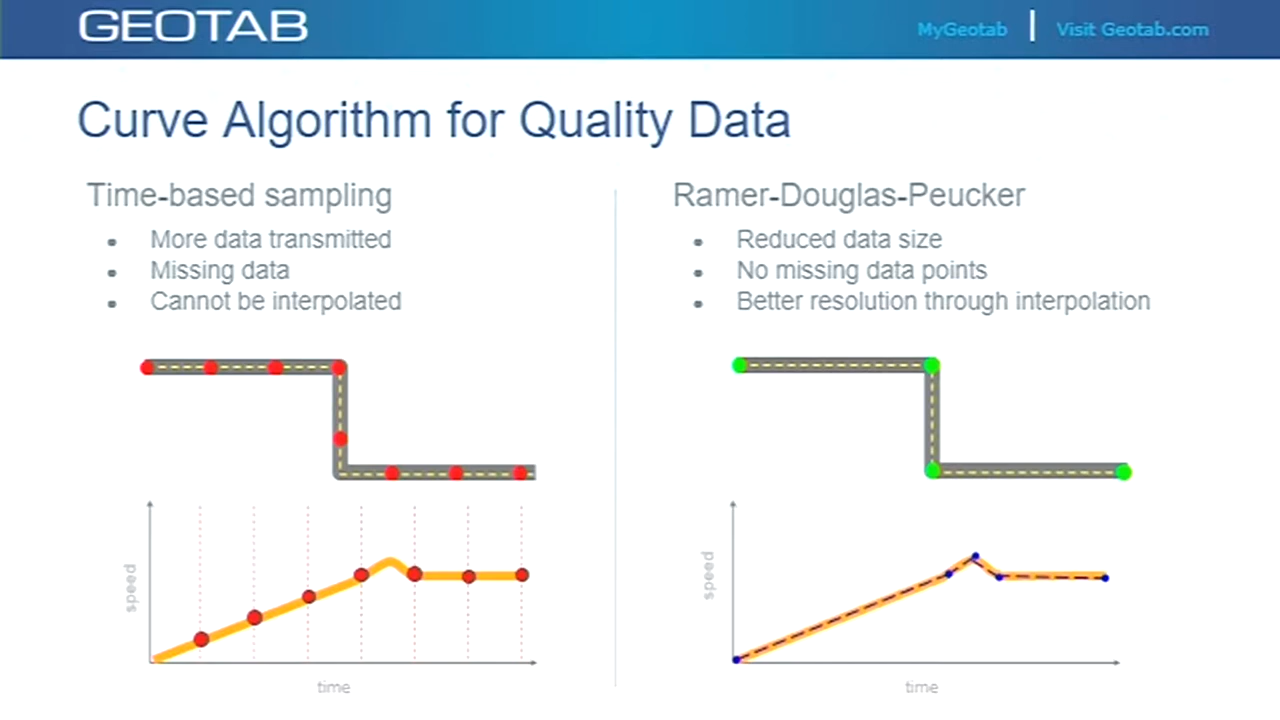 GEOTAB
MyGeotab | Visit Geotab.com
Curve Algorithm for Quality Data
Time-based sampling
• More data transmitted
• Missing data
• Cannot be interpolated
speed
time
Ramer-Douglas-Peucker
• Reduced data size
• No missing data points
• Better resolution through interpolation
speed
time